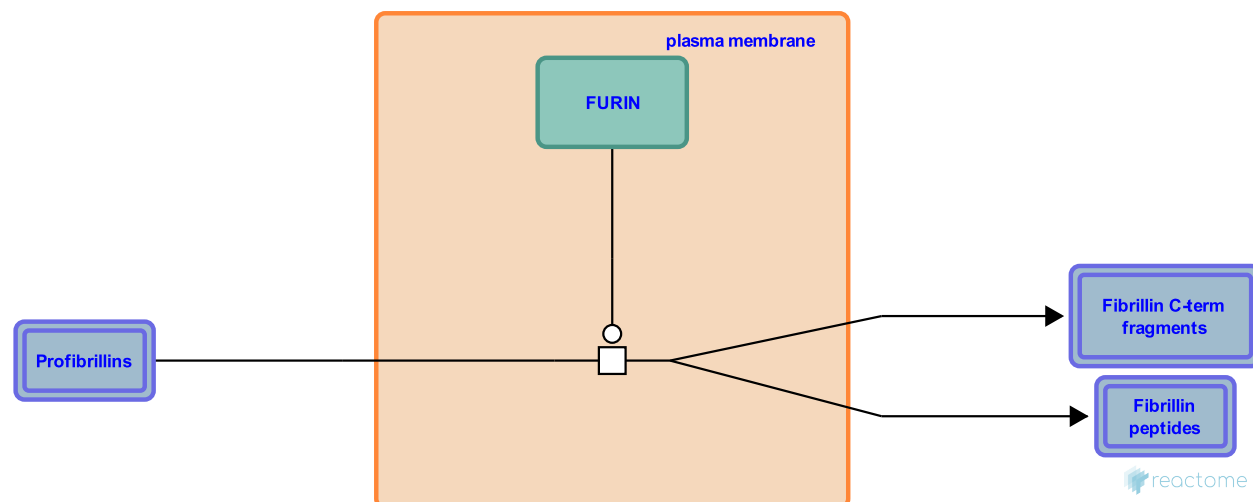 plasma membrane
FURIN
Profibrillins
Fibrillin C-term
fragments
Fibrillin
peptides
reactome